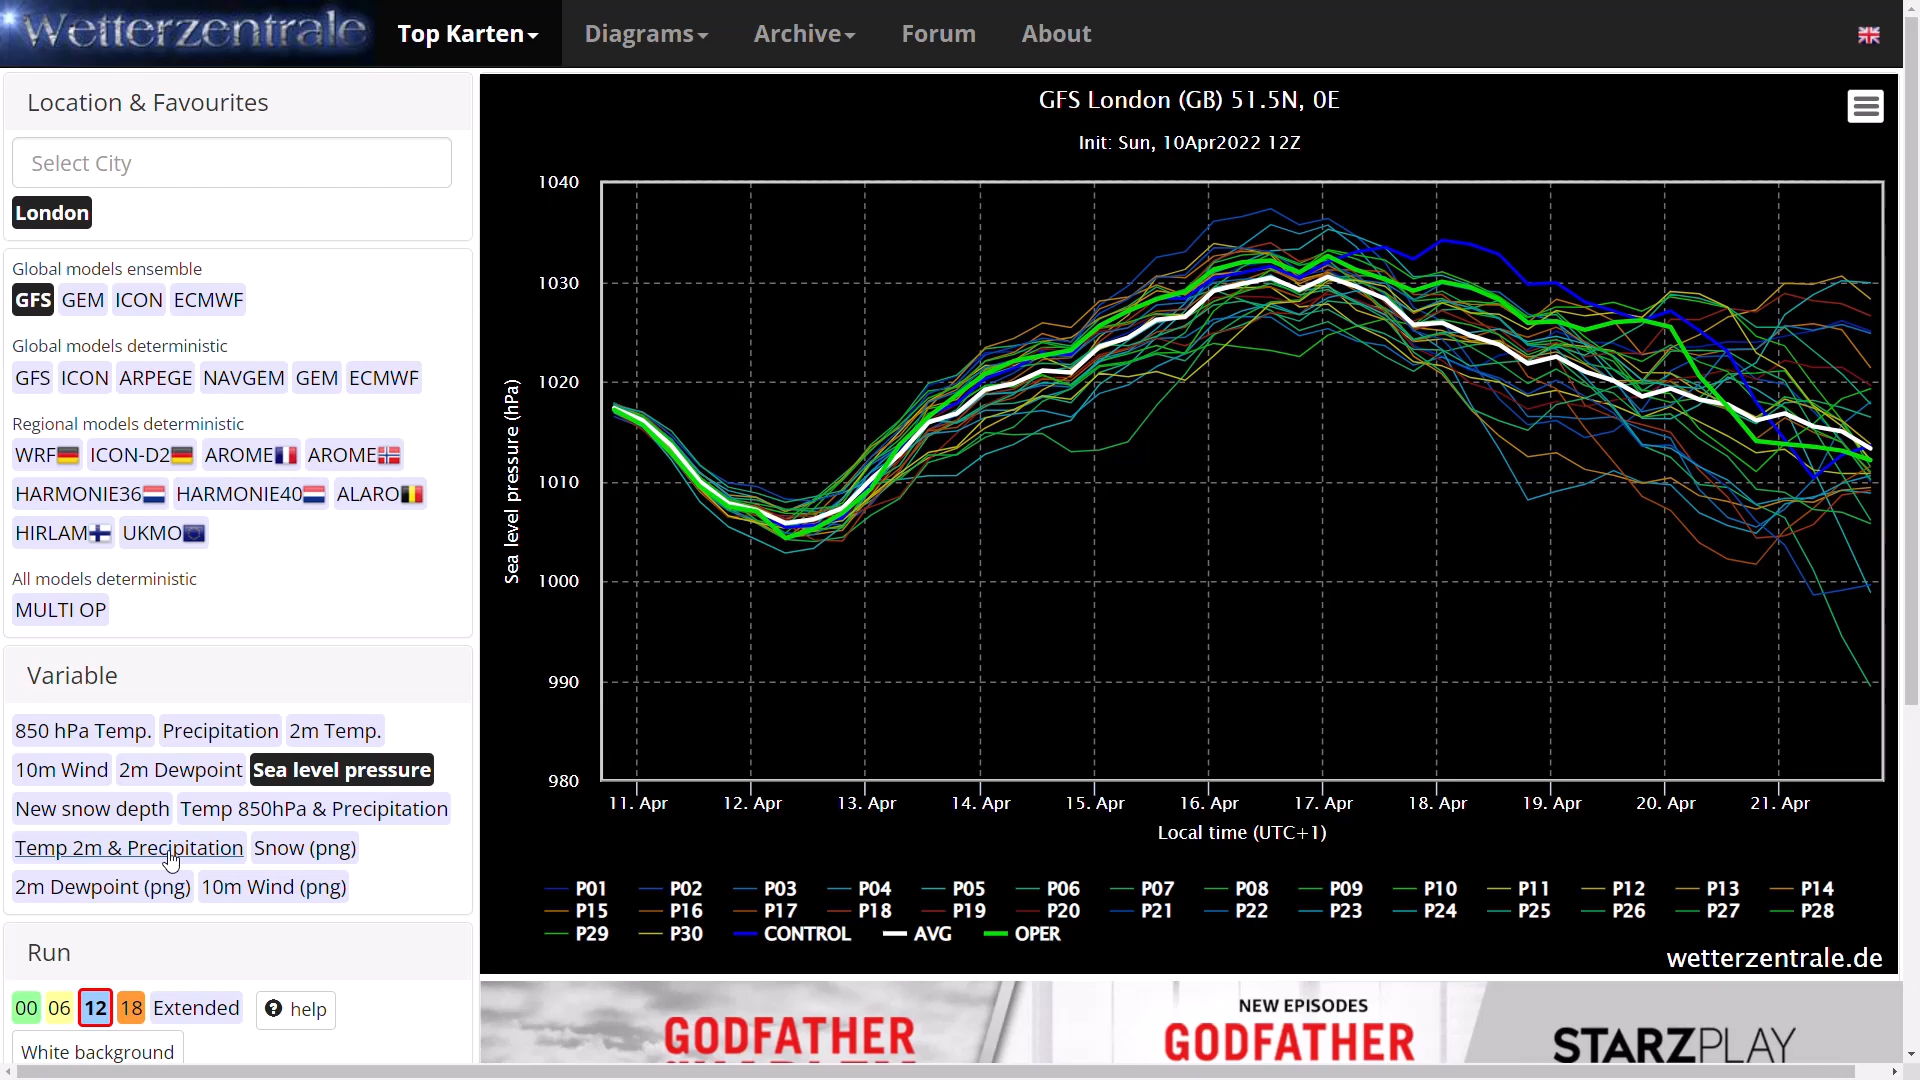 Wetterzentrale
Top Karten
Diagrams
Archive
Forum
About
Location & Favourites
Select City
London
Global models ensemble
GFS GEM ICON ECMWF
Global models deterministic
GFS ICON ARPEGE NAVGEM GEM ECMWF
Regional models deterministic
WRF ICON-D2 AROME AROME
HARMONIE36 HARMONIE40 ALARO
HIRLAM UKMO
All models deterministic
MULTI OP
Variable
850 hPa Temp. Precipitation 2m Temp.
10m Wind 2m Dewpoint Sea level pressure
New snow depth Temp 850hPa & Precipitation
Temp 2m & Precipitation Snow (png)
2m Dewpoint (png) 10m Wind (png)
Run
00 06 12 18 Extended ? help
White background
GFS London (GB) 51.5N, 0E
Init: Sun, 10Apr2022 12Z
Sea level pressure (hPa)
1040
1030
1020
1010
1000
990
980
11. Apr 12. Apr 13. Apr 14. Apr 15. Apr 16. Apr 17. Apr 18. Apr 19. Apr 20. Apr 21. Apr
Local time (UTC+1)
P01 P02 P03 P04 P05 P06 P07 P08 P09 P10 P11 P12 P13 P14
P15 P16 P17 P18 P19 P20 P21 P22 P23 P24 P25 P26 P27 P28
P29 P30 CONTROL AVG OPER
wetterzentrale.de
GODFATHER
NEW EPISODES
GODFATHER
STARZPLAY